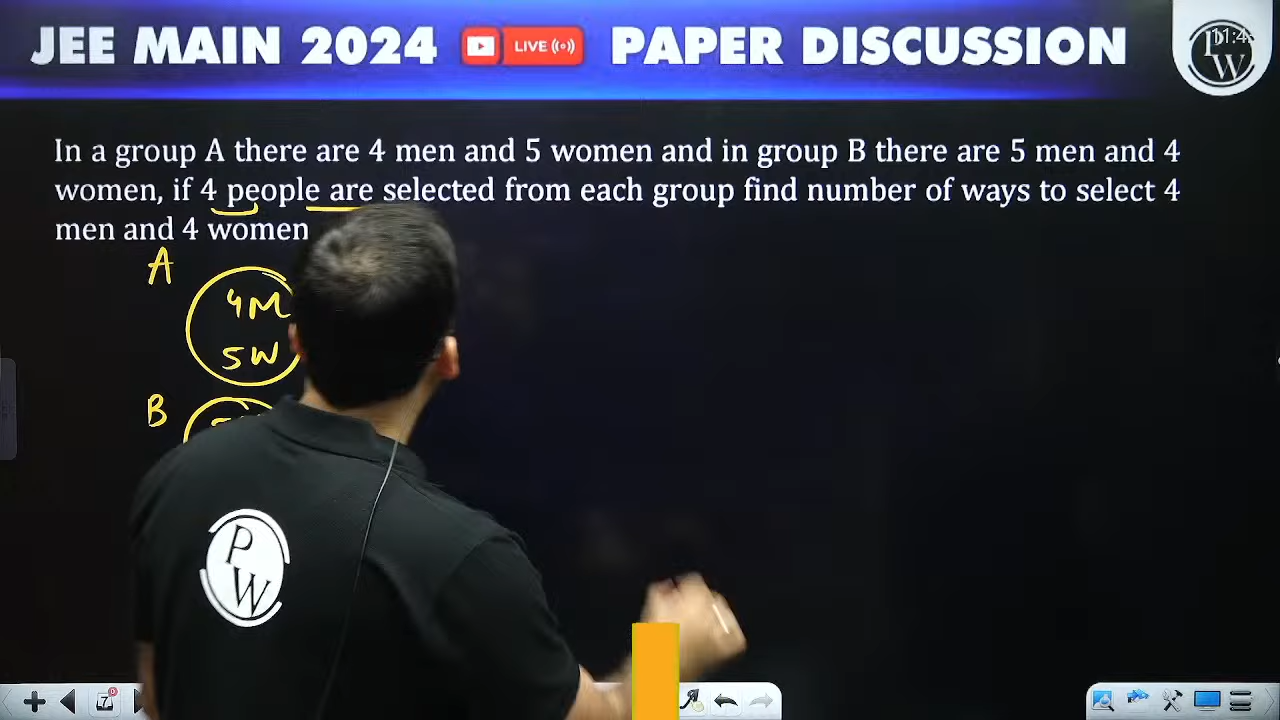 JEE MAIN 2024 LIVE PAPER DISCUSSION
PW
In a group A there are 4 men and 5 women and in group B there are 5 men and 4
women, if 4 people are selected from each group find number of ways to select 4
men and 4 women
A
4M
5W
B
PW